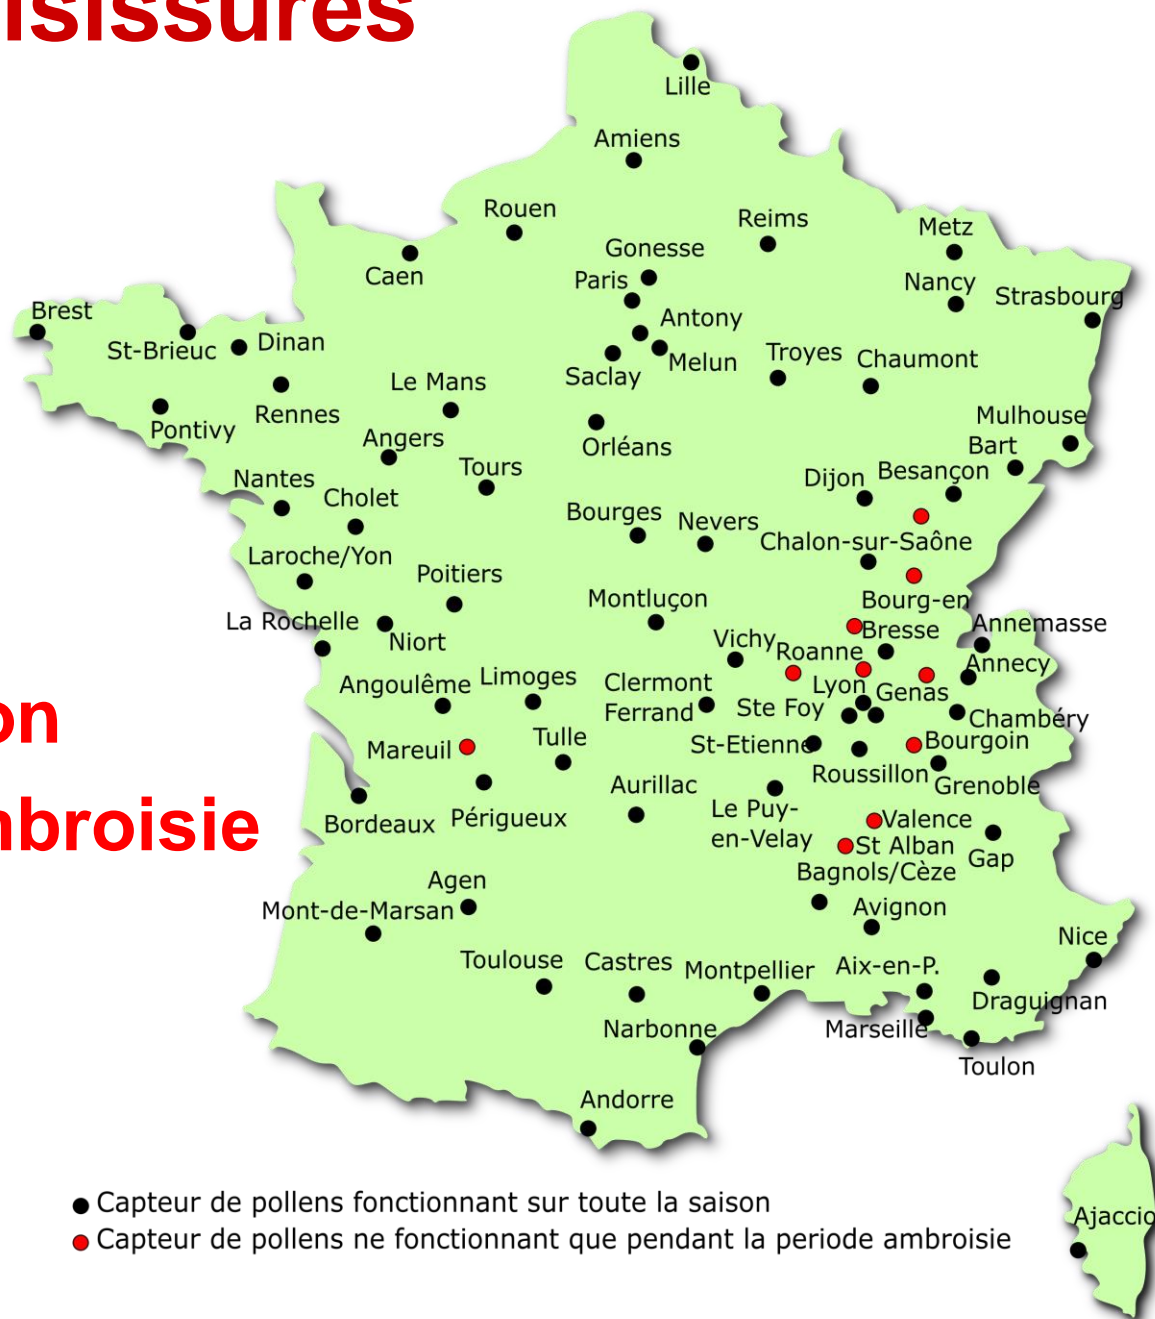 isissures
Lille
Amiens
Rouen
Reims
Metz
Gonesse
Caen
Paris
Nancy
Strasbourg
Brest
Antony
St-Brieuc
Dinan
Melun
Troyes
Chaumont
Saclay
Le Mans
Rennes
Mulhouse
Pontivy
Angers
Orléans
Bart
Tours
Nantes
Dijon
Besançon
Cholet
Bourges
Nevers
Chalon-sur-Saône
Laroche/Yon
Poitiers
Montluçon
Bourg-en
Bresse
La Rochelle
Niort
Annemasse
Vichy
Roanne
Annecy
Angoulême
Limoges
Clermont
Ferrand
Lyon
Genas
Ste Foy
Chambéry
on
Mareuil
Tulle
St-Etienne
Bourgoin
Roussillon
Grenoble
Aurillac
Le Puy-
en-Velay
Bordeaux
Périgueux
Valence
nbroisie
St Alban
Gap
Bagnols/Cèze
Agen
Mont-de-Marsan
Avignon
Nice
Toulouse
Castres
Montpellier
Aix-en-P.
Draguignan
Narbonne
Marseille
Toulon
Andorre
Capteur de pollens fonctionnant sur toute la saison
Capteur de pollens ne fonctionnant que pendant la periode ambroisie
Ajaccio